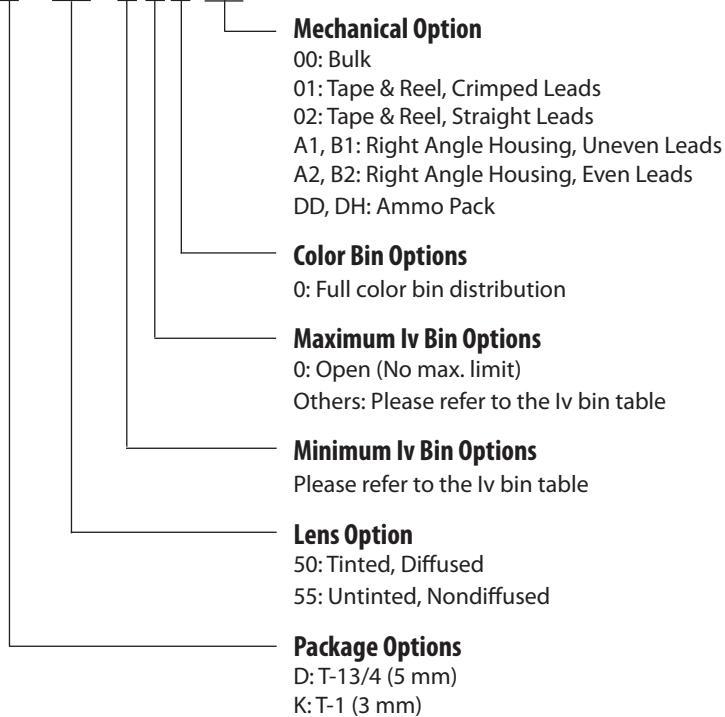 Mechanical Option
00: Bulk
01: Tape & Reel, Crimped Leads
02: Tape & Reel, Straight Leads
A1, B1: Right Angle Housing, Uneven Leads
A2, B2: Right Angle Housing, Even Leads
DD, DH: Ammo Pack
Color Bin Options
0: Full color bin distribution
Maximum Iv Bin Options
0: Open (No max. limit)
Others: Please refer to the Iv bin table
Minimum Iv Bin Options
Please refer to the Iv bin table
Lens Option
50: Tinted, Diffused
55: Untinted, Nondiffused
Package Options
D: T-13/4 (5 mm)
K: T-1 (3 mm)